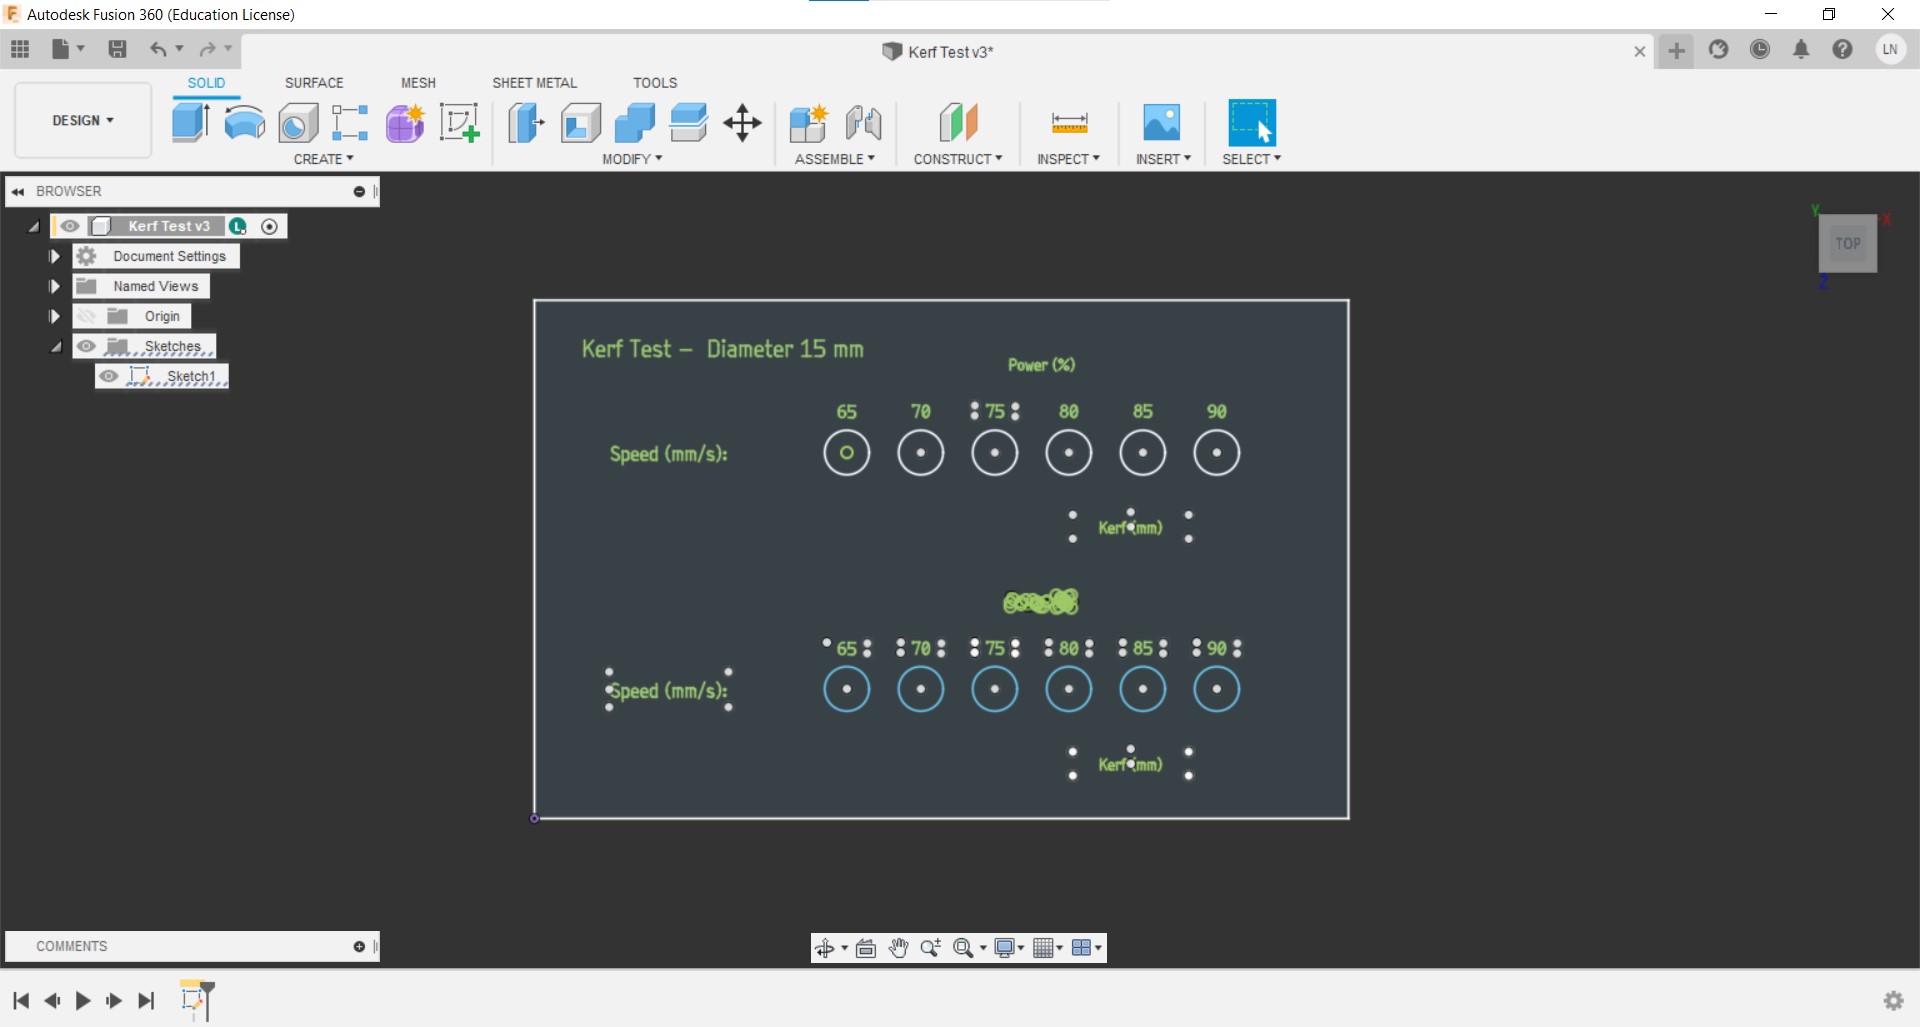 Autodesk Fusion 360 (Education License)
Kerf Test v3*
LN
SOLID SURFACE MESH SHEET METAL TOOLS
DESIGN
CREATE MODIFY ASSEMBLE CONSTRUCT INSPECT INSERT SELECT
BROWSER
Kerf Test v3 L
Document Settings
Named Views
Origin
Sketches
Sketch1
Y X
TOP
Z
Kerf Test - Diameter 15 mm
Power (%)
65 70 75 80 85 90
Speed (mm/s):
Kerf (mm)
65 70 75 80 85 90
Speed (mm/s):
Kerf (mm)
COMMENTS